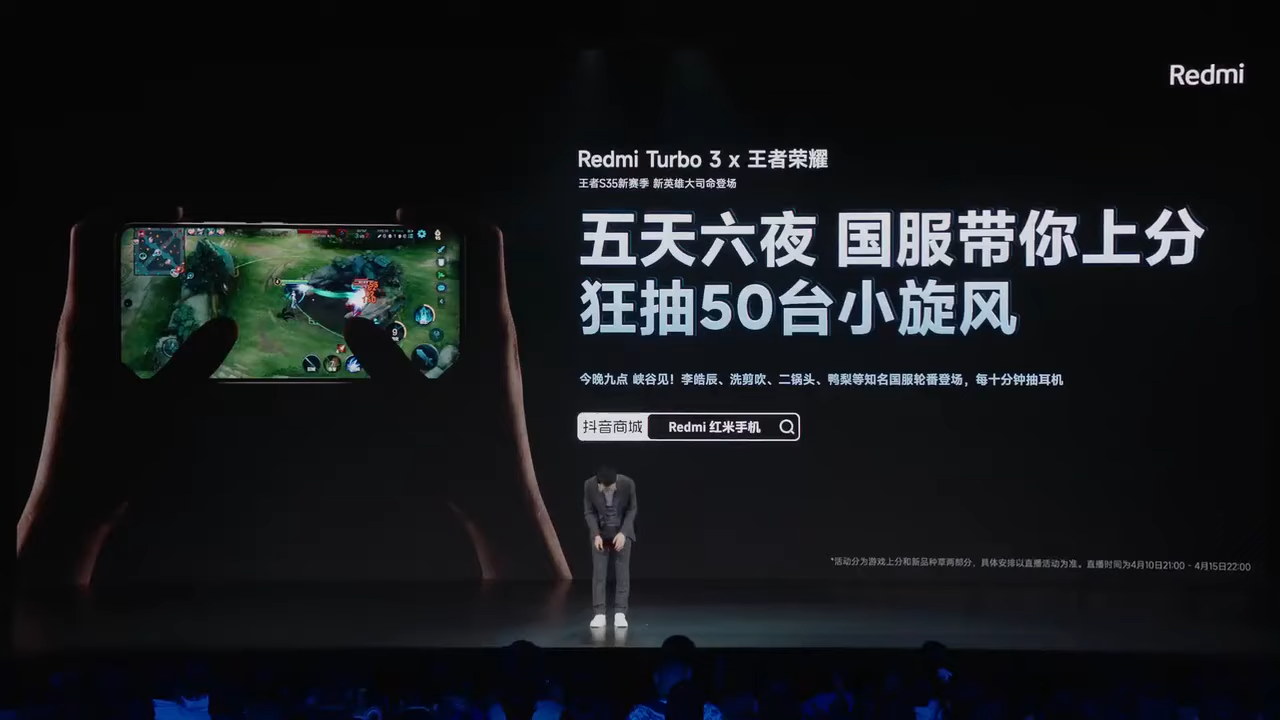 Redmi
Redmi Turbo 3 x 王者荣耀
王者S35新赛季 新英雄大司命登场
五天六夜 国服带你上分
狂抽50台小旋风
今晚九点 峡谷见！李皓辰、洗剪吹、二锅头、鸭梨等知名国服轮番登场，每十分钟抽耳机
抖音商城 Redmi 红米手机
*活动分为游戏上分和新品种草两部分，具体安排以直播活动为准。直播时间为4月10日21:00 - 4月15日22:00